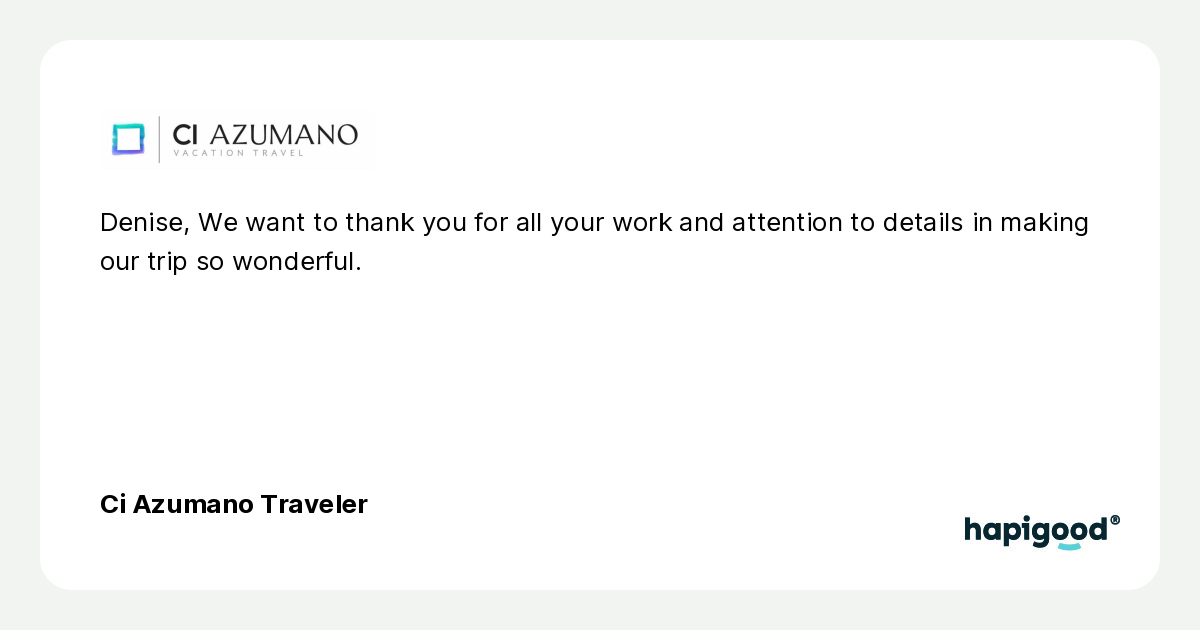 CI AZUMANO
VACATION TRAVEL
Denise, We want to thank you for all your work and attention to details in making
our trip so wonderful.
Ci Azumano Traveler
hapigood®